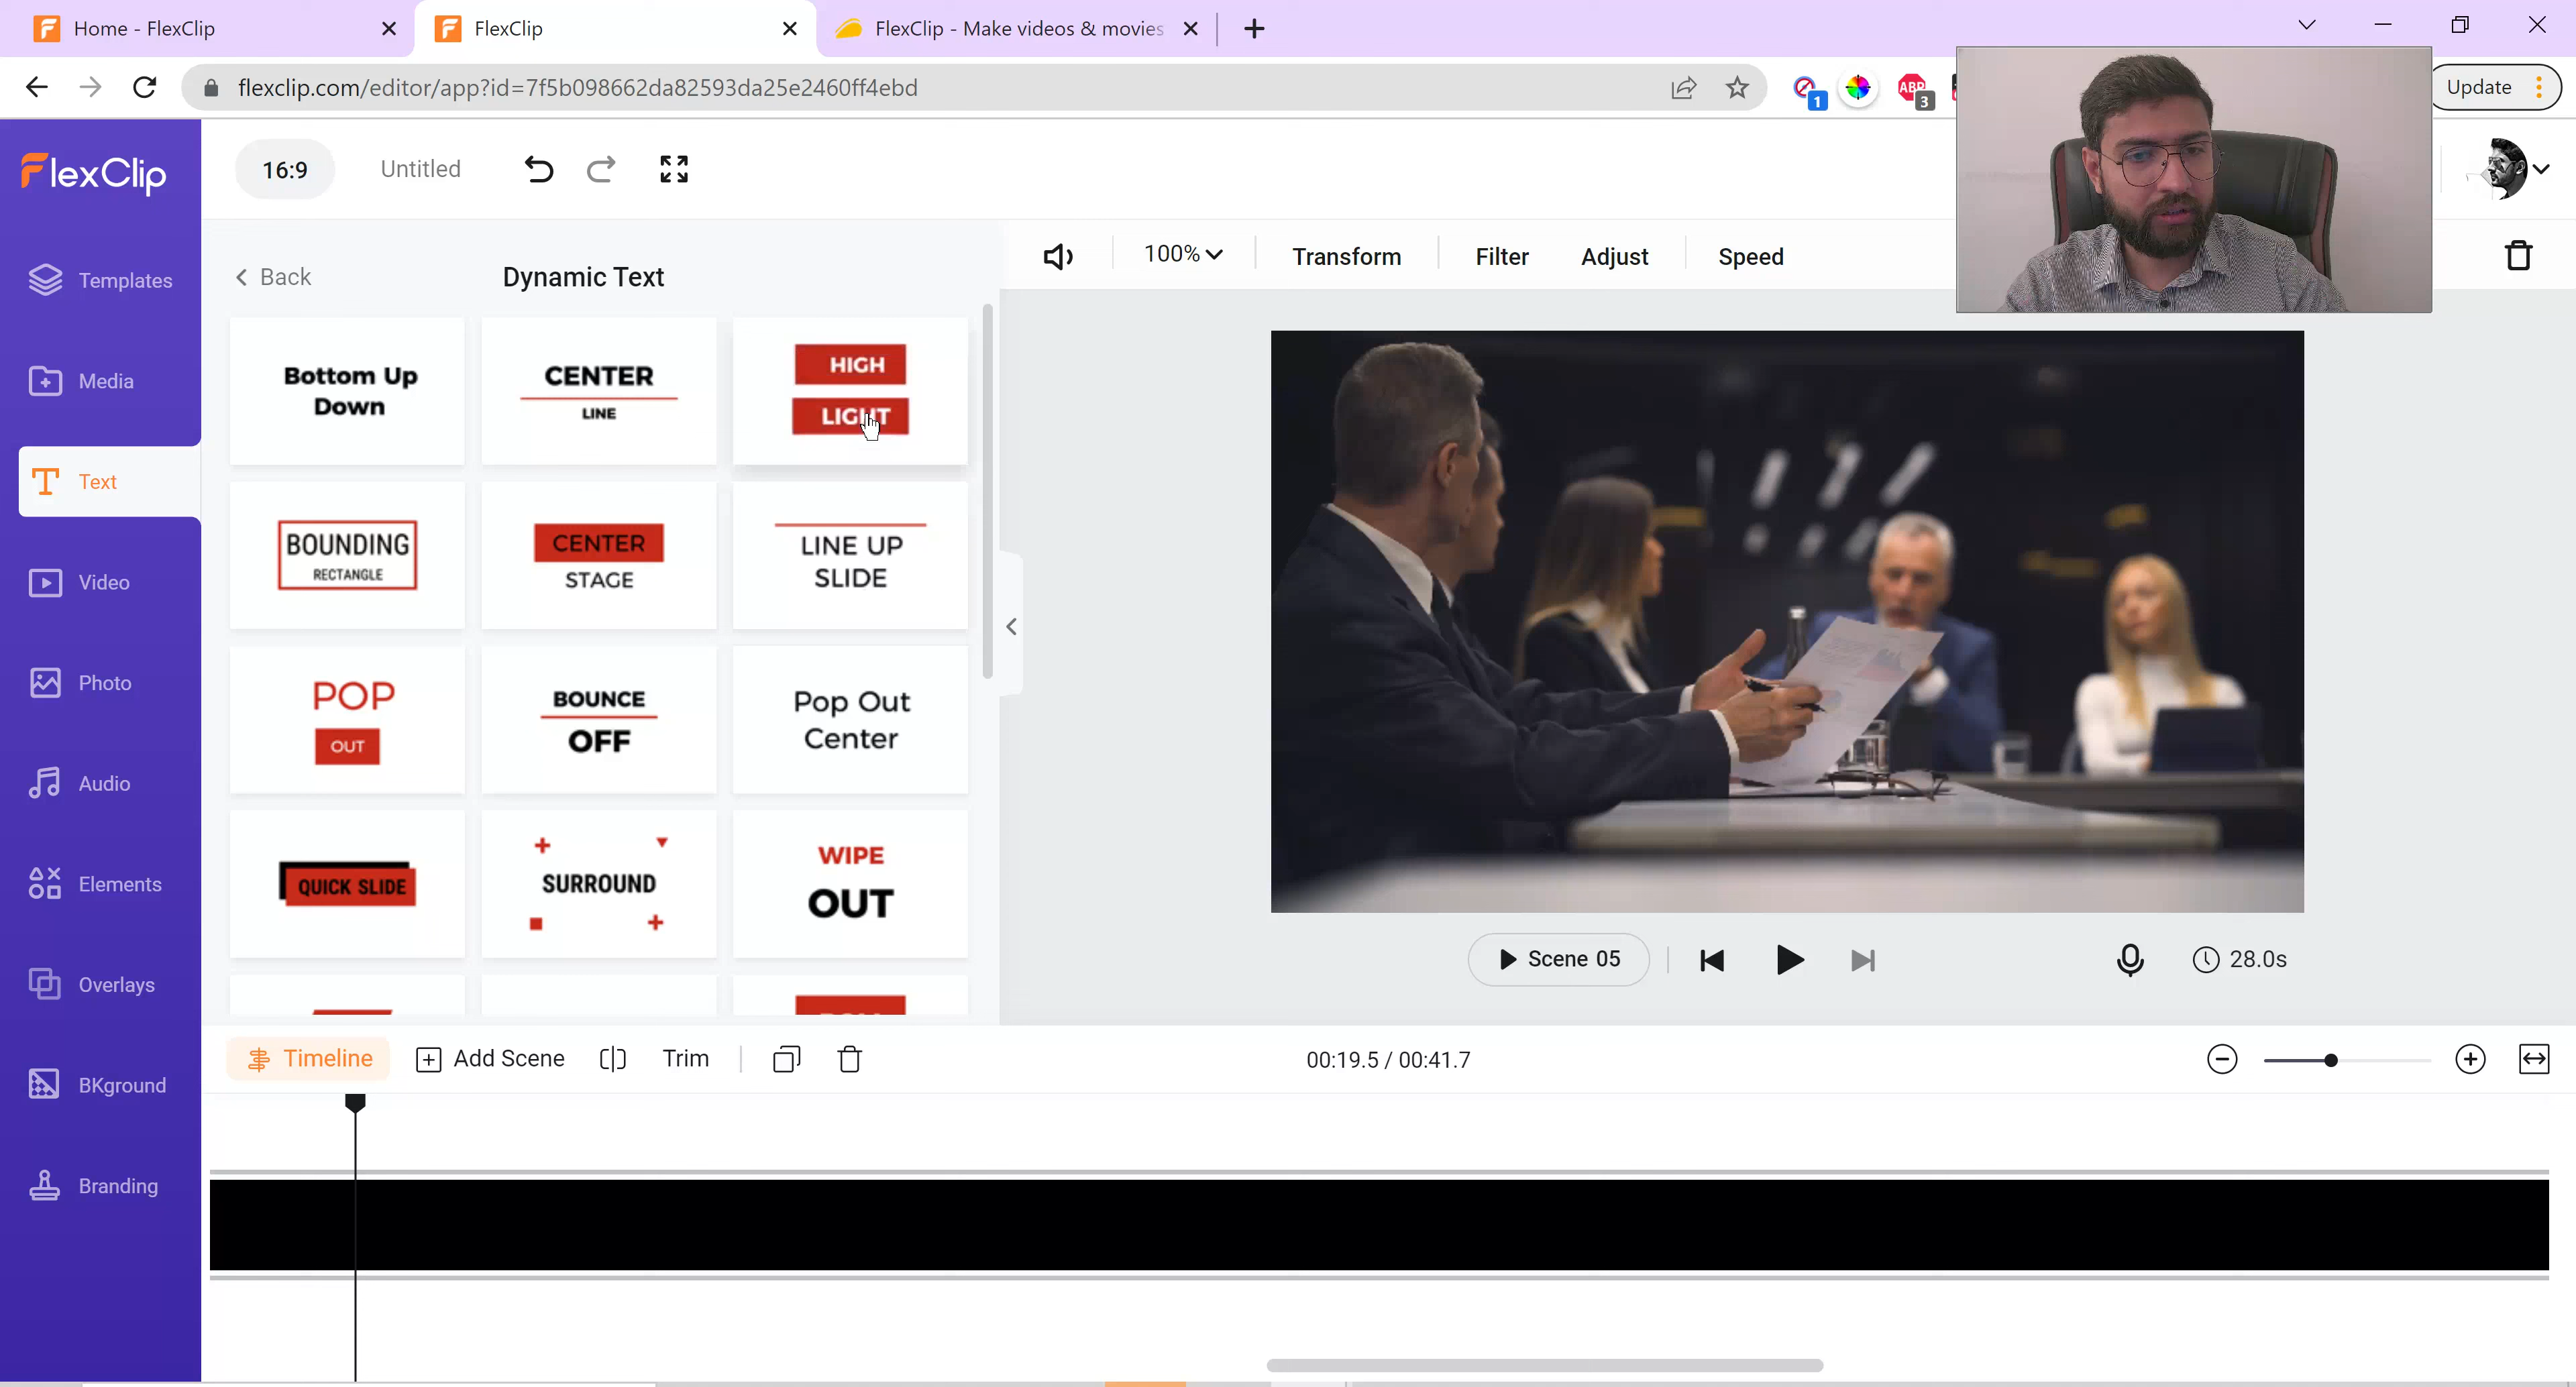 Home - FlexClip
FlexClip
FlexClip - Make videos & movies
flexclip.com/editor/app?id=7f5b098662da82593da25e2460ff4ebd
1
ABP
3
Update
FlexClip
16:9
Untitled
Templates
Media
Text
Video
Photo
Audio
Elements
Overlays
BKground
Branding
Back
Dynamic Text
Bottom Up
Down
CENTER
LINE
HIGH
LIGHT
BOUNDING
RECTANGLE
CENTER
STAGE
LINE UP
SLIDE
POP
OUT
BOUNCE
OFF
Pop Out
Center
QUICK SLIDE
SURROUND
WIPE
OUT
100%
Transform
Filter
Adjust
Speed
Scene 05
28.0s
Timeline
Add Scene
Trim
00:19.5 / 00:41.7